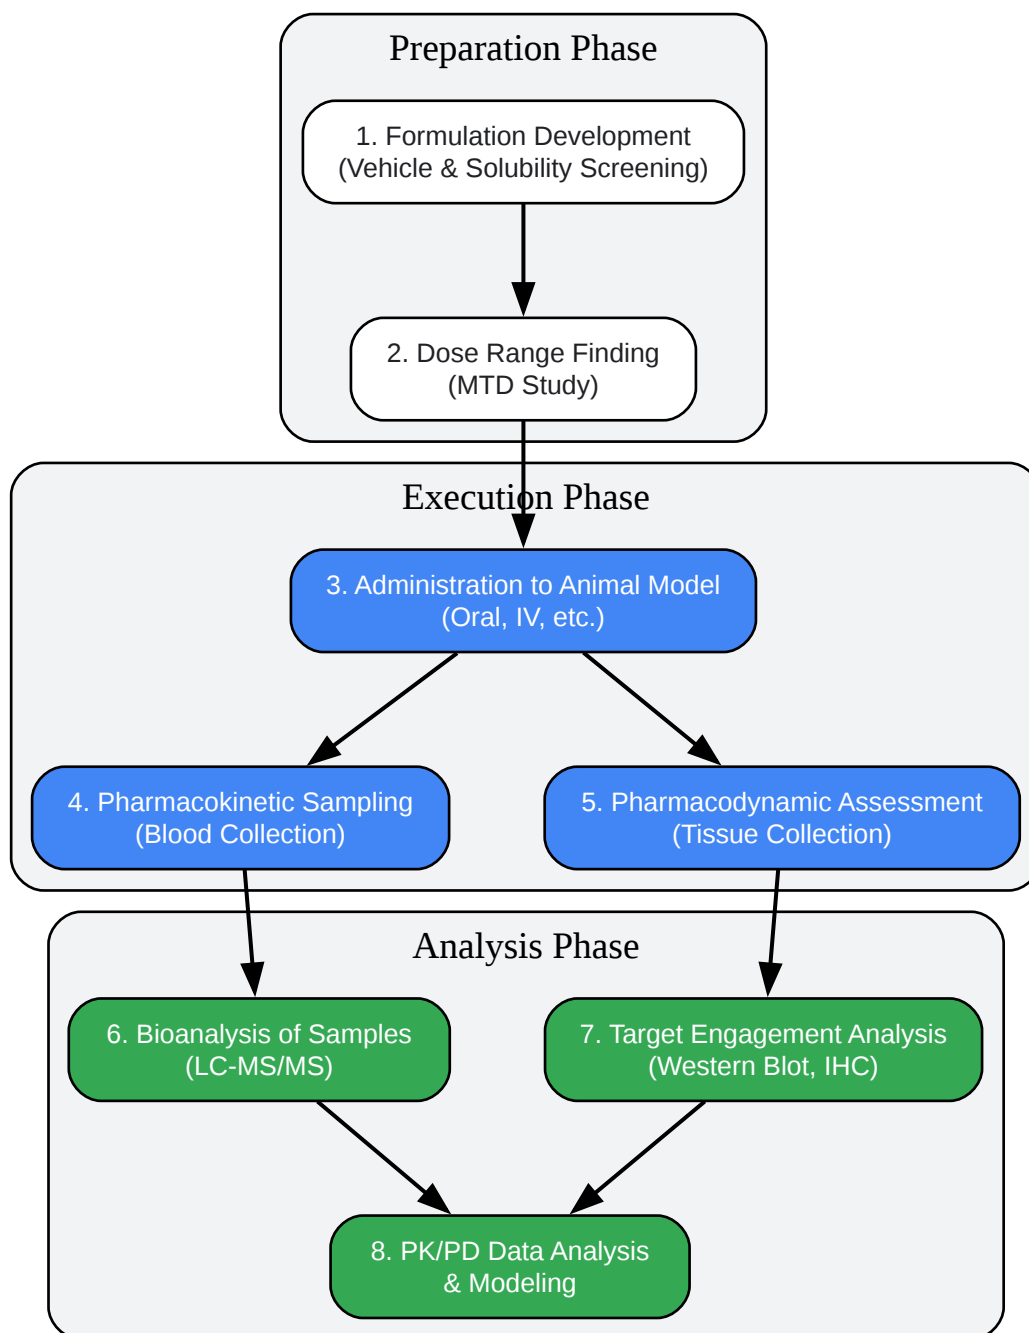 Preparation Phase
1. Formulation Development
(Vehicle & Solubility Screening)
2. Dose Range Finding
(MTD Study)
Execution Phase
3. Administration to Animal Model
(Oral, IV, etc.)
4. Pharmacokinetic Sampling
(Blood Collection)
5. Pharmacodynamic Assessment
(Tissue Collection)
Analysis Phase
6. Bioanalysis of Samples
(LC-MS/MS)
7. Target Engagement Analysis
(Western Blot, IHC)
8. PK/PD Data Analysis
& Modeling